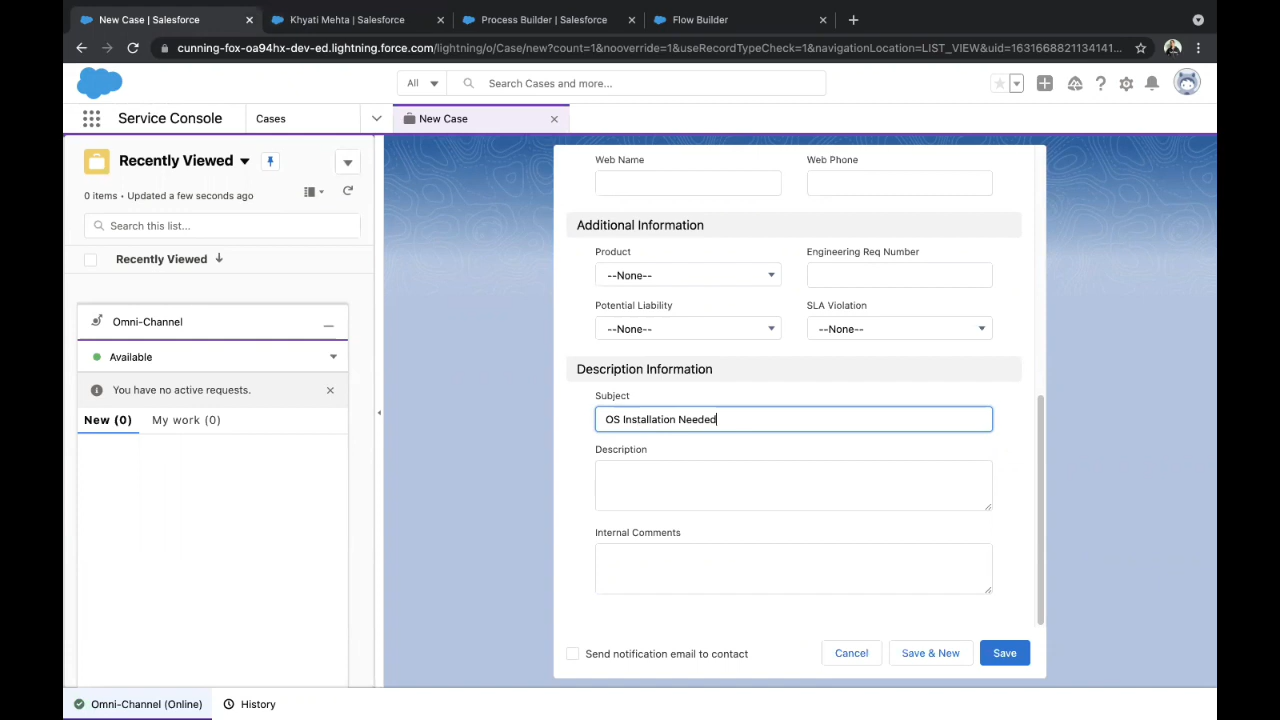 New Case | Salesforce
Khyati Mehta | Salesforce
Process Builder | Salesforce
Flow Builder
cunning-fox-oa94hx-dev-ed.lightning.force.com/lightning/o/Case/new?count=1&nooverride=1&useRecordTypeCheck=1&navigationLocation=LIST_VIEW&uid=1631668821134141...
All
Search Cases and more...
Service Console
Cases
New Case
Recently Viewed
0 items • Updated a few seconds ago
Search this list...
Recently Viewed
Omni-Channel
Available
You have no active requests.
New (0)
My work (0)
Web Name
Web Phone
Additional Information
Product
Engineering Req Number
--None--
Potential Liability
SLA Violation
--None--
--None--
Description Information
Subject
OS Installation Needed
Description
Internal Comments
Send notification email to contact
Cancel
Save & New
Save
Omni-Channel (Online)
History